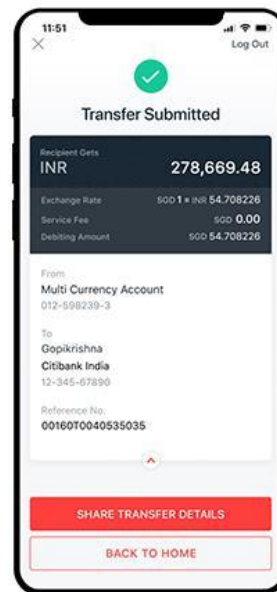 11:51
Log Out
Transfer Submitted
Recipient Gets
INR 278,669.48
Exchange Rate SGD 1 = INR 54.708226
Service Fee SGD 0.00
Debiting Amount SGD 54.708226
From
Multi Currency Account
012-598239-3
To
Gopikrishna
Citibank India
12-345-67890
Reference No.
00160T0040535035
SHARE TRANSFER DETAILS
BACK TO HOME